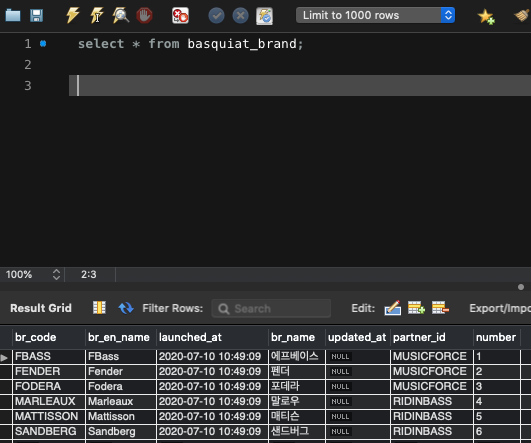 Limit to 1000 rows
1 select * from basquiat_brand;
2
3
100% 2:3
Result Grid Filter Rows: Search Edit: Export/Impo
br_code br_en_name launched_at br_name updated_at partner_id number
FBASS FBass 2020-07-10 10:49:09 에프베이스 NULL MUSICFORCE 1
FENDER Fender 2020-07-10 10:49:09 펜더 NULL MUSICFORCE 2
FODERA Fodera 2020-07-10 10:49:09 포데라 NULL MUSICFORCE 3
MARLEAUX Marleaux 2020-07-10 10:49:09 말로우 NULL RIDINBASS 4
MATTISSON Mattisson 2020-07-10 10:49:09 매티슨 NULL RIDINBASS 5
SANDBERG Sandberg 2020-07-10 10:49:09 샌드버그 NULL RIDINBASS 6